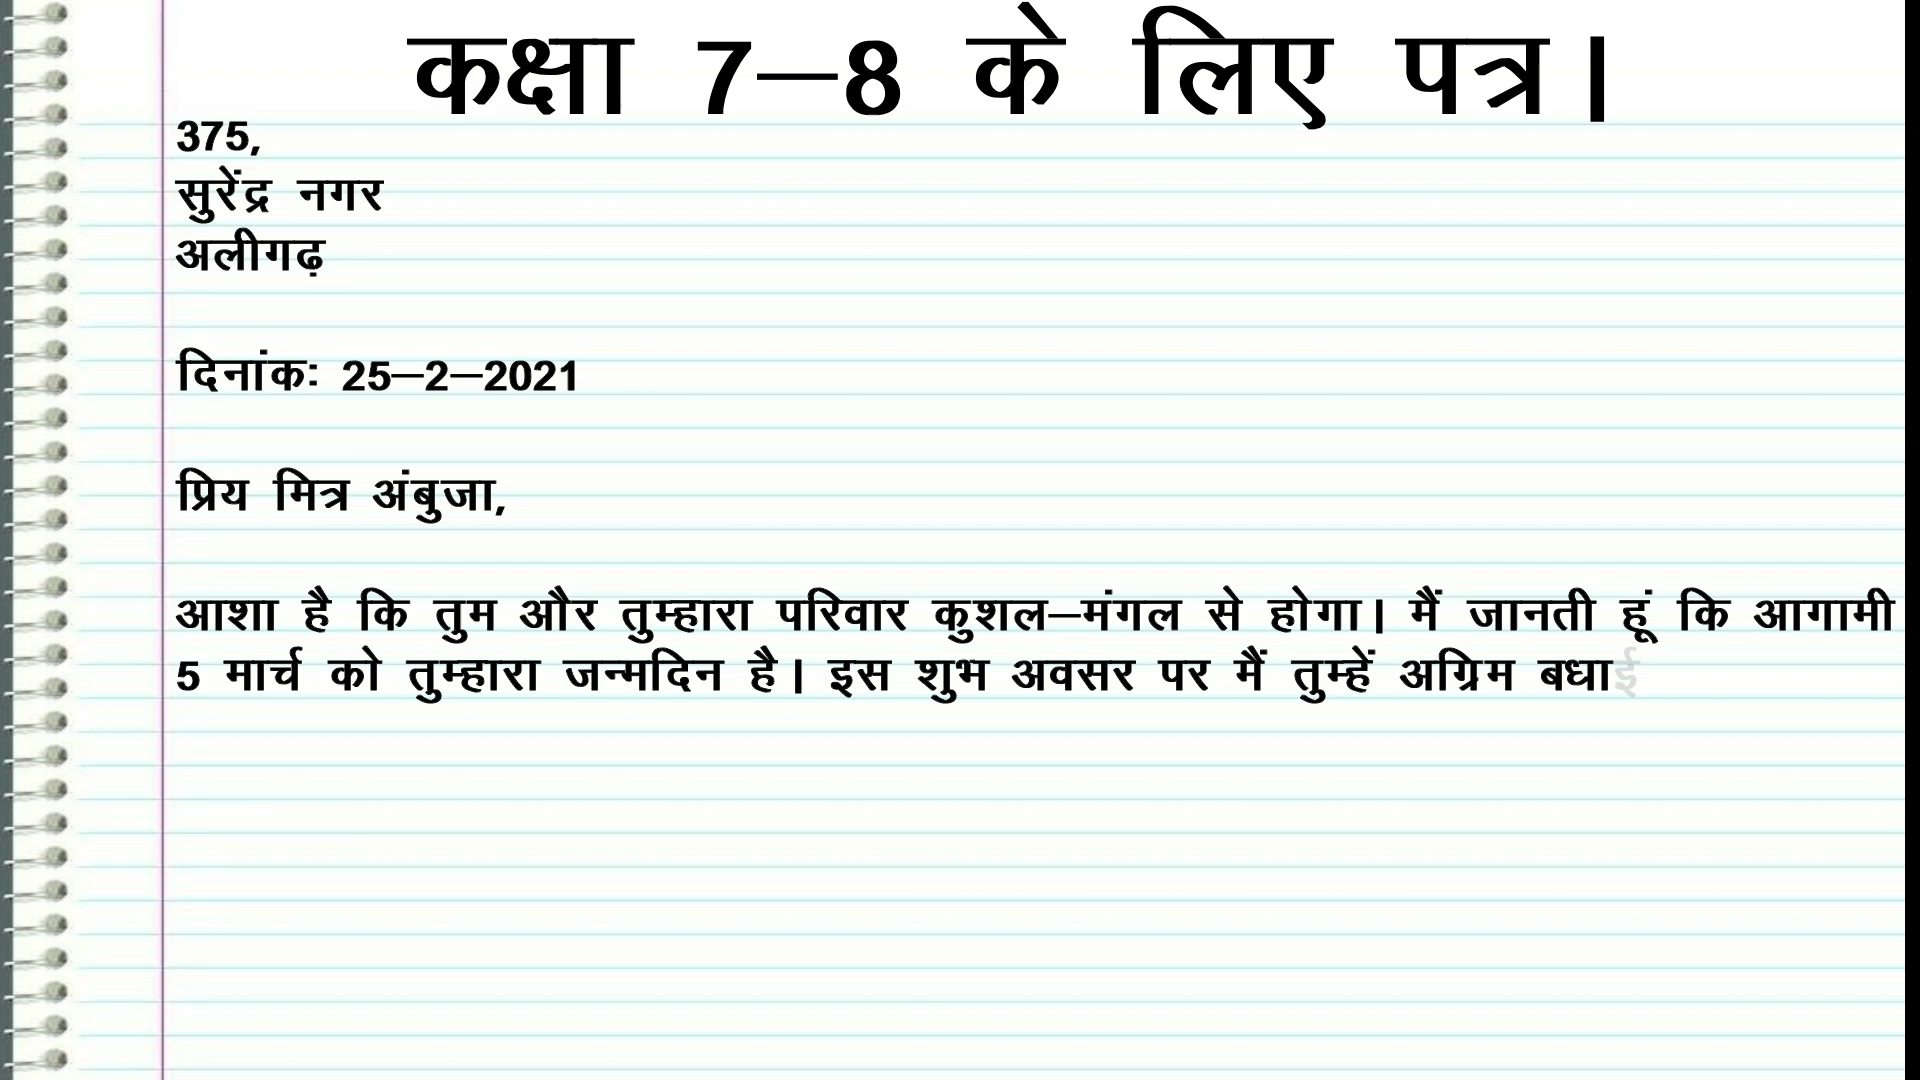 कक्षा 7–8 के लिए पत्र।
375,
सुरेंद्र नगर
अलीगढ़
दिनांकः 25–2–2021
प्रिय मित्र अंबुजा,
आशा है कि तुम और तुम्हारा परिवार कुशल–मंगल से होगा। मैं जानती हूं कि आगामी
5 मार्च को तुम्हारा जन्मदिन है। इस शुभ अवसर पर मैं तुम्हें अग्रिम बधाई